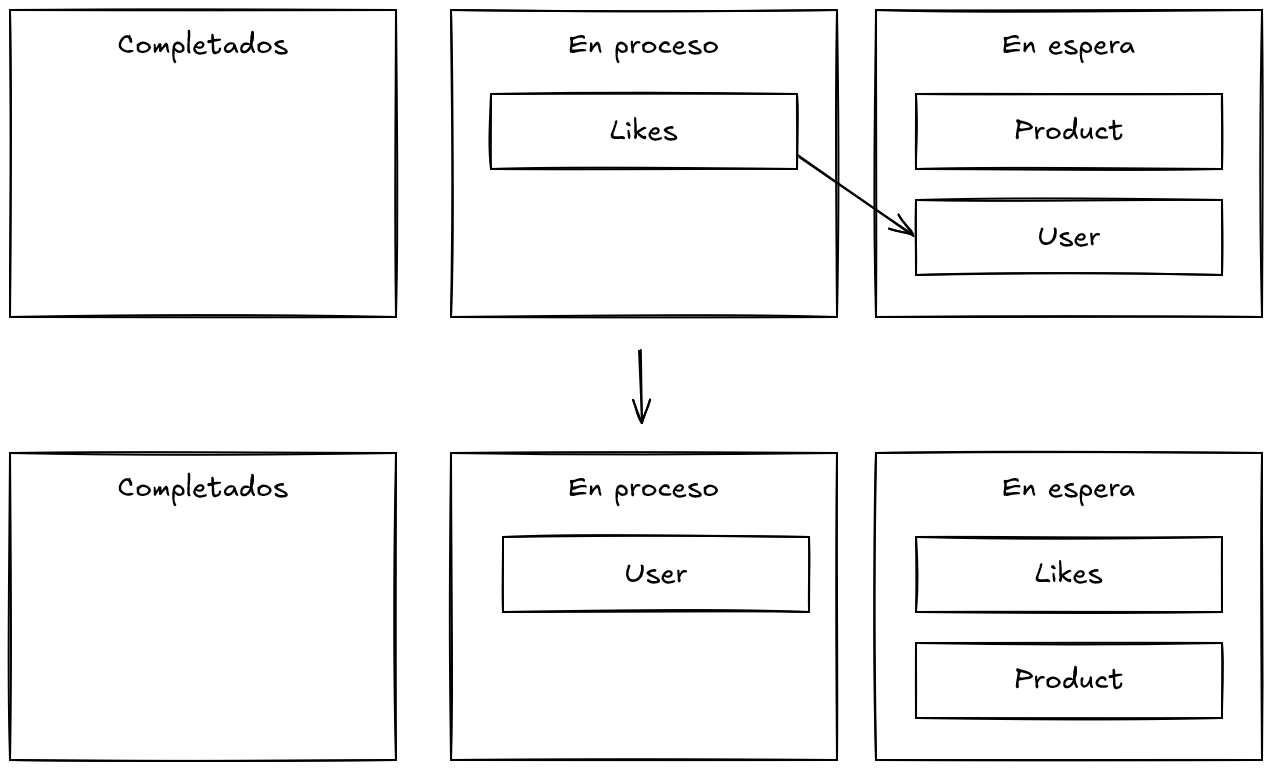 Completados
En proceso
Likes
En espera
Product
User
Completados
En proceso
User
En espera
Likes
Product